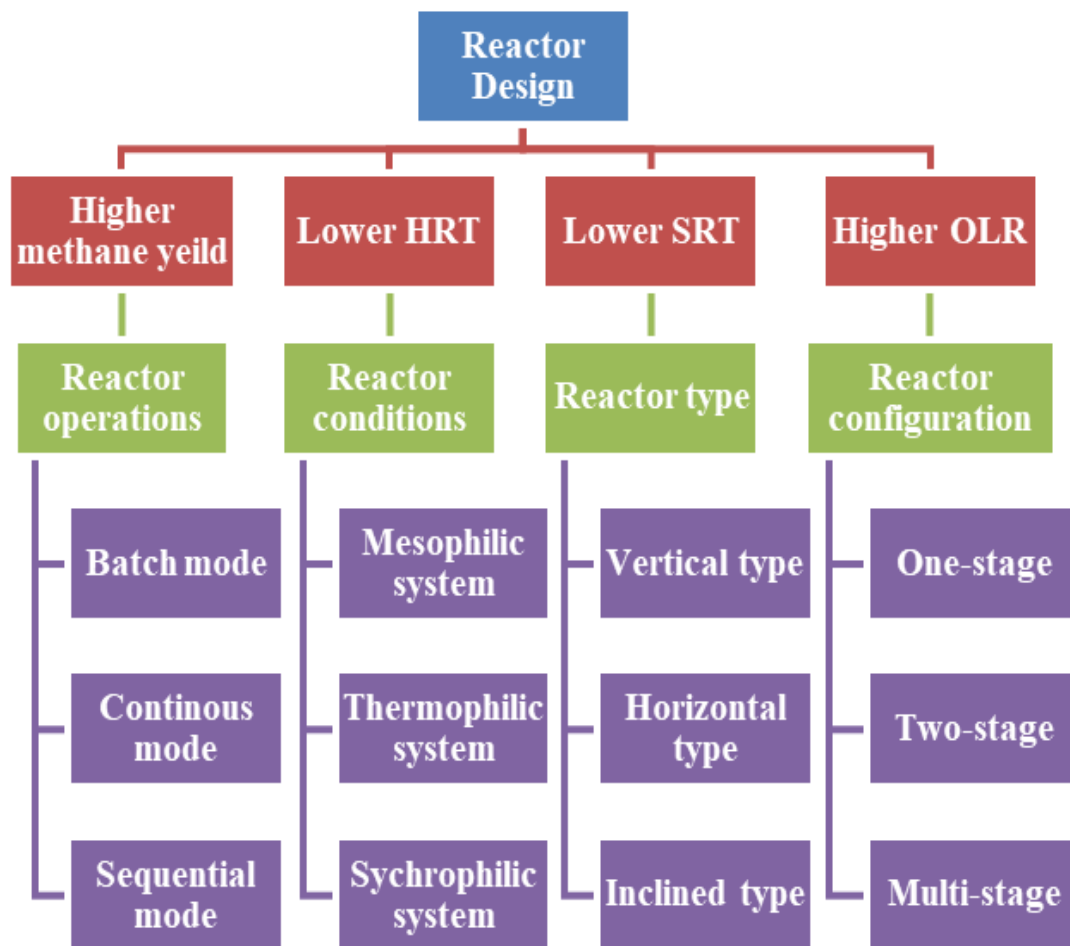 Reactor
Design
Higher
methane yeild
Lower HRT
Lower SRT
Higher OLR
Reactor
operations
Reactor
conditions
Reactor type
Reactor
configuration
Batch mode
Mesophilic
system
Vertical type
One-stage
Continous
mode
Thermophilic
system
Horizontal
type
Two-stage
Sequential
mode
Sychrophilic
system
Inclined type
Multi-stage